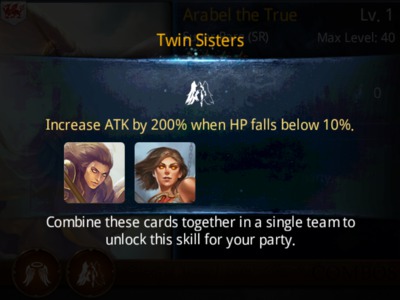 Arabel the True
Lv. 1
Twin Sisters
(SR)
Max Level: 40
0
Increase ATK by 200% when HP falls below 10%.
Combine these cards together in a single team to
unlock this skill for your party.